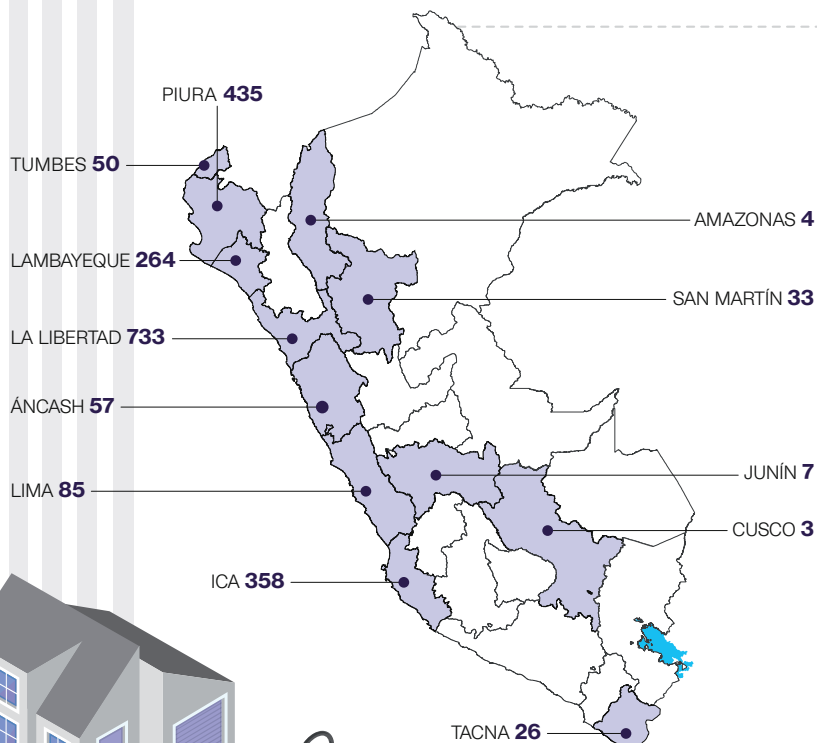 PIURA 435
TUMBES 50
AMAZONAS 4
LAMBAYEQUE 264
SAN MARTÍN 33
LA LIBERTAD 733
ÁNCASH 57
JUNÍN 7
LIMA 85
CUSCO 3
ICA 358
TACNA 26